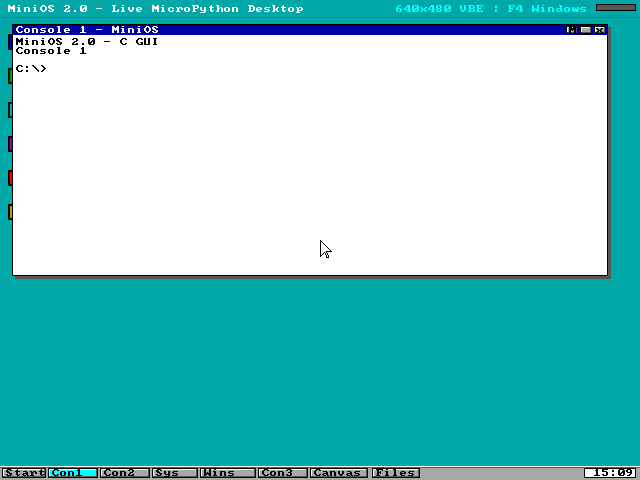 MiniOS 2.0 - Live MicroPython Desktop 640x480 VBE | F4 Windows
Console 1 - MiniOS M _ x
MiniOS 2.0 - C GUI
Console 1
C:\>
Start Con1 Con2 Sys Wins Con3 Canvas Files 15:09